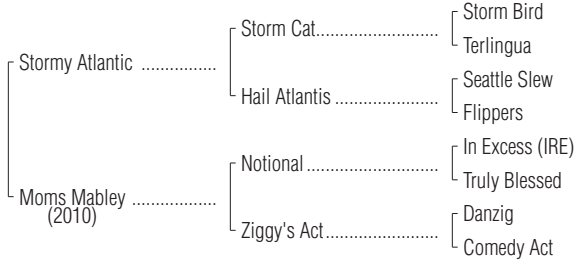 Storm Bird
Storm Cat..............................
Terlingua
Stormy Atlantic ................
Seattle Slew
Hail Atlantis ........................
Flippers
In Excess (IRE)
Notional ..............................
Truly Blessed
Moms Mabley ..................
(2010)
Danzig
Ziggy's Act..........................
Comedy Act